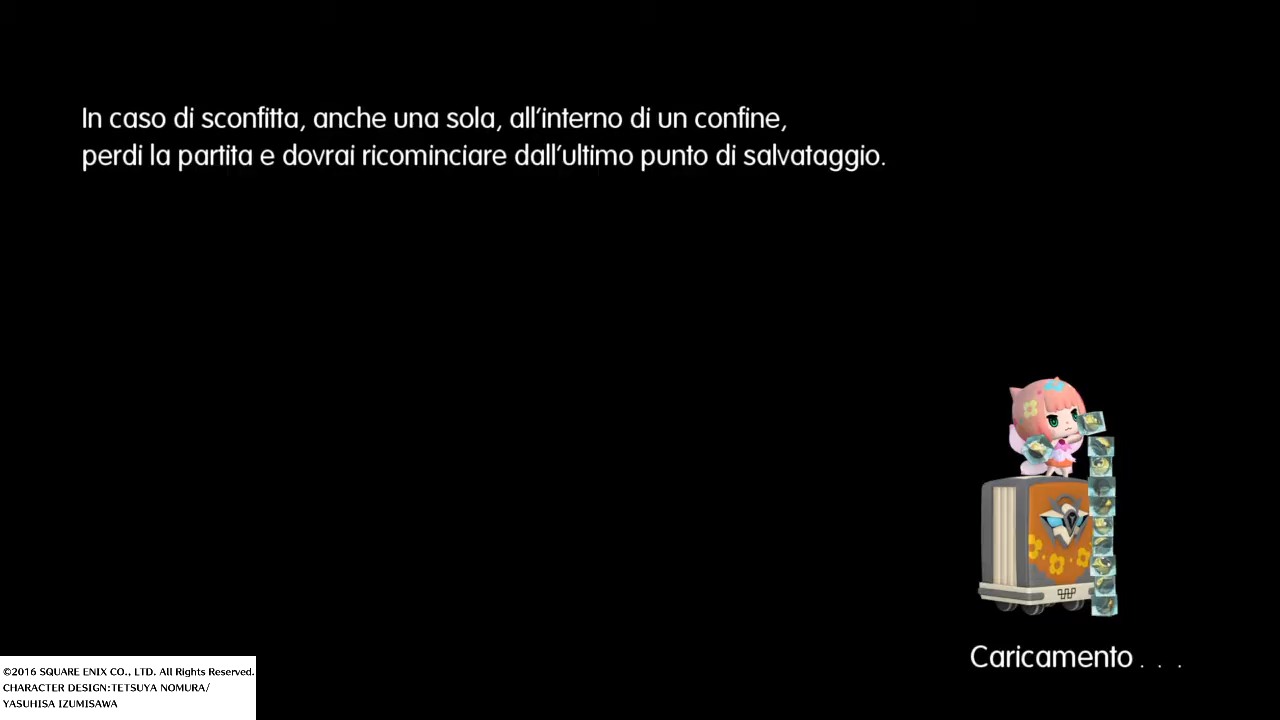 In caso di sconfitta, anche una sola, all'interno di un confine,
perdi la partita e dovrai ricominciare dall'ultimo punto di salvataggio.
Caricamento . . .
©2016 SQUARE ENIX CO., LTD. All Rights Reserved.
CHARACTER DESIGN:TETSUYA NOMURA/
YASUHISA IZUMISAWA